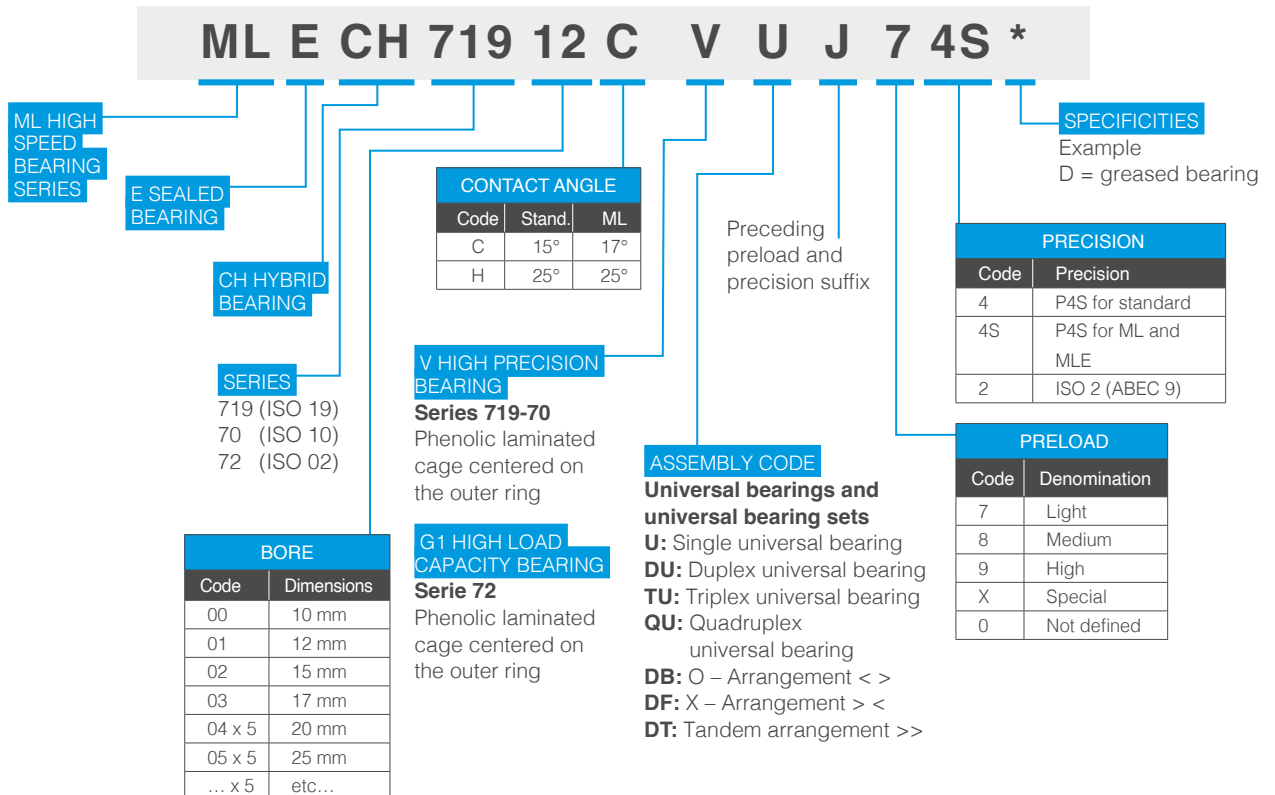 ML E CH 719 12 C V U J 7 4S *
ML HIGH
SPEED
BEARING
SERIES
E SEALED
BEARING
CH HYBRID
BEARING
SERIES
719 (ISO 19)
70 (ISO 10)
72 (ISO 02)
BORE
Code Dimensions
00 10 mm
01 12 mm
02 15 mm
03 17 mm
04 x 5 20 mm
05 x 5 25 mm
… x 5 etc…
CONTACT ANGLE
Code Stand. ML
C 15° 17°
H 25° 25°
V HIGH PRECISION
BEARING
Series 719-70
Phenolic laminated
cage centered on
the outer ring
G1 HIGH LOAD
CAPACITY BEARING
Serie 72
Phenolic laminated
cage centered on
the outer ring
ASSEMBLY CODE
Universal bearings and
universal bearing sets
U: Single universal bearing
DU: Duplex universal bearing
TU: Triplex universal bearing
QU: Quadruplex
universal bearing
DB: O – Arrangement < >
DF: X – Arrangement > <
DT: Tandem arrangement >>
Preceding
preload and
precision suffix
SPECIFICITIES
Example
D = greased bearing
PRECISION
Code Precision
4 P4S for standard
4S P4S for ML and
MLE
2 ISO 2 (ABEC 9)
PRELOAD
Code Denomination
7 Light
8 Medium
9 High
X Special
0 Not defined